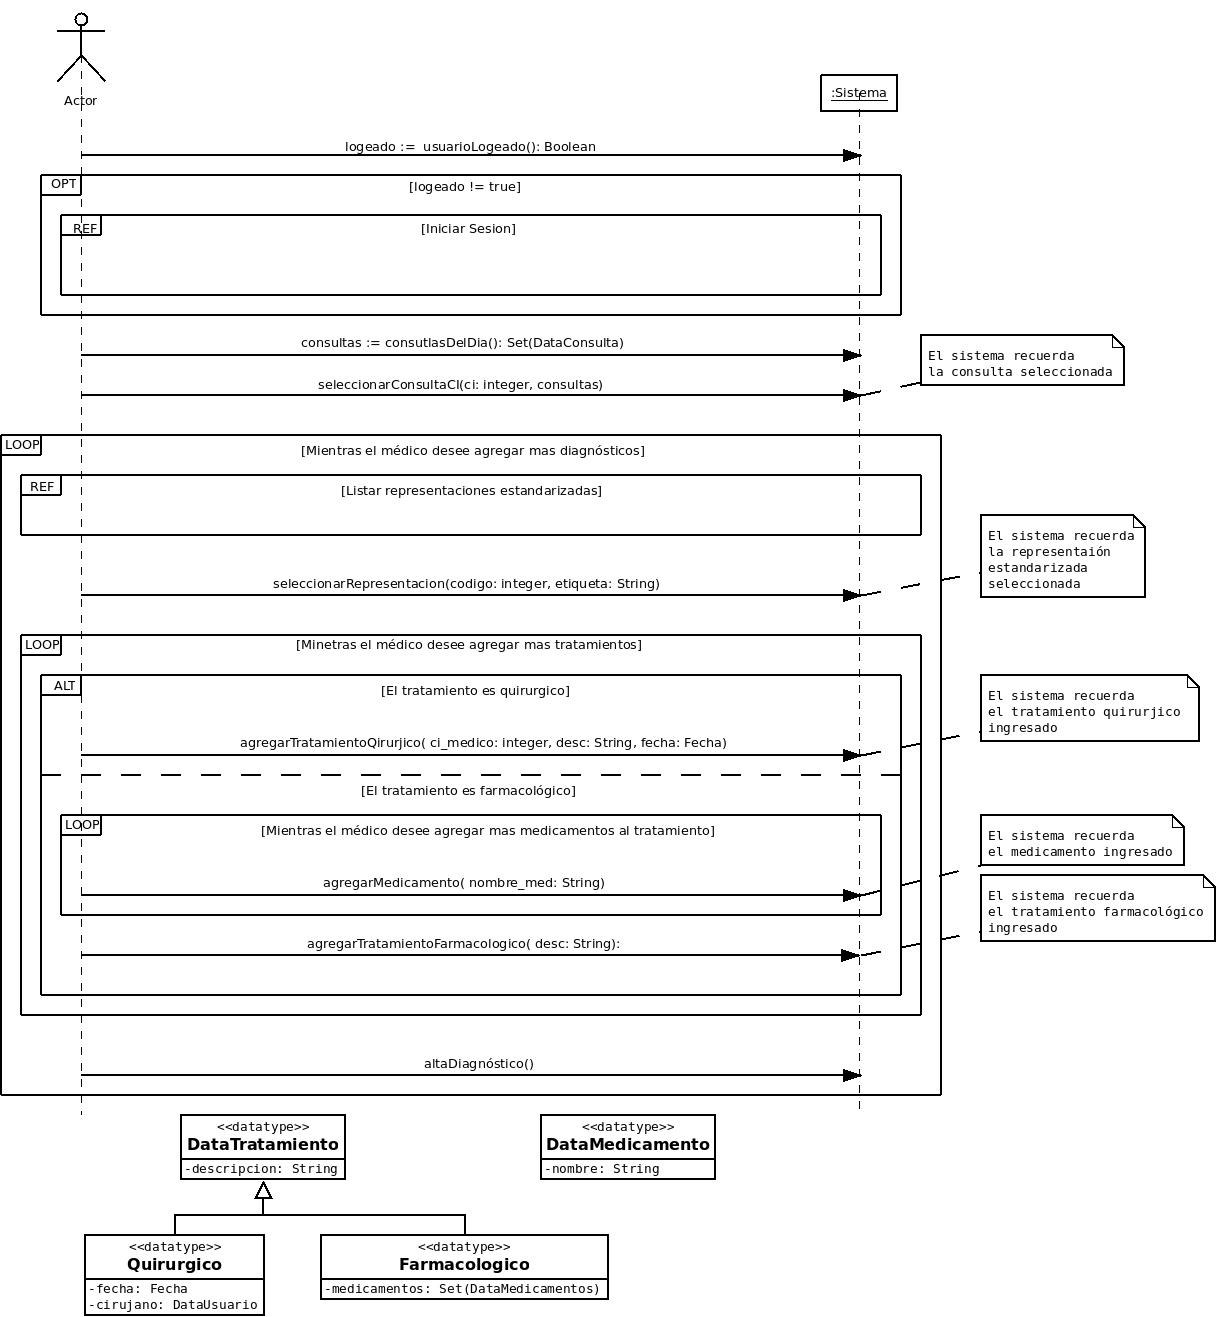 Actor
:Sistema
logeado :=  usuarioLogeado(): Boolean
OPT
[logeado != true]
REF
[Iniciar Sesion]
consultas := consutlasDelDia(): Set(DataConsulta)
El sistema recuerda
la consulta seleccionada
seleccionarConsultaCI(ci: integer, consultas)
LOOP
[Mientras el médico desee agregar mas diagnósticos]
REF
[Listar representaciones estandarizadas]
El sistema recuerda
la representaión
estandarizada
seleccionada
seleccionarRepresentacion(codigo: integer, etiqueta: String)
LOOP
[Minetras el médico desee agregar mas tratamientos]
ALT
[El tratamiento es quirurgico]
El sistema recuerda
el tratamiento quirurjico
ingresado
agregarTratamientoQirurjico( ci_medico: integer, desc: String, fecha: Fecha)
[El tratamiento es farmacológico]
LOOP
[Mientras el médico desee agregar mas medicamentos al tratamiento]
El sistema recuerda
el medicamento ingresado
agregarMedicamento( nombre_med: String)
El sistema recuerda
el tratamiento farmacológico
ingresado
agregarTratamientoFarmacologico( desc: String):
altaDiagnóstico()
<<datatype>>
DataTratamiento
-descripcion: String
<<datatype>>
DataMedicamento
-nombre: String
<<datatype>>
Quirurgico
-fecha: Fecha
-cirujano: DataUsuario
<<datatype>>
Farmacologico
-medicamentos: Set(DataMedicamentos)